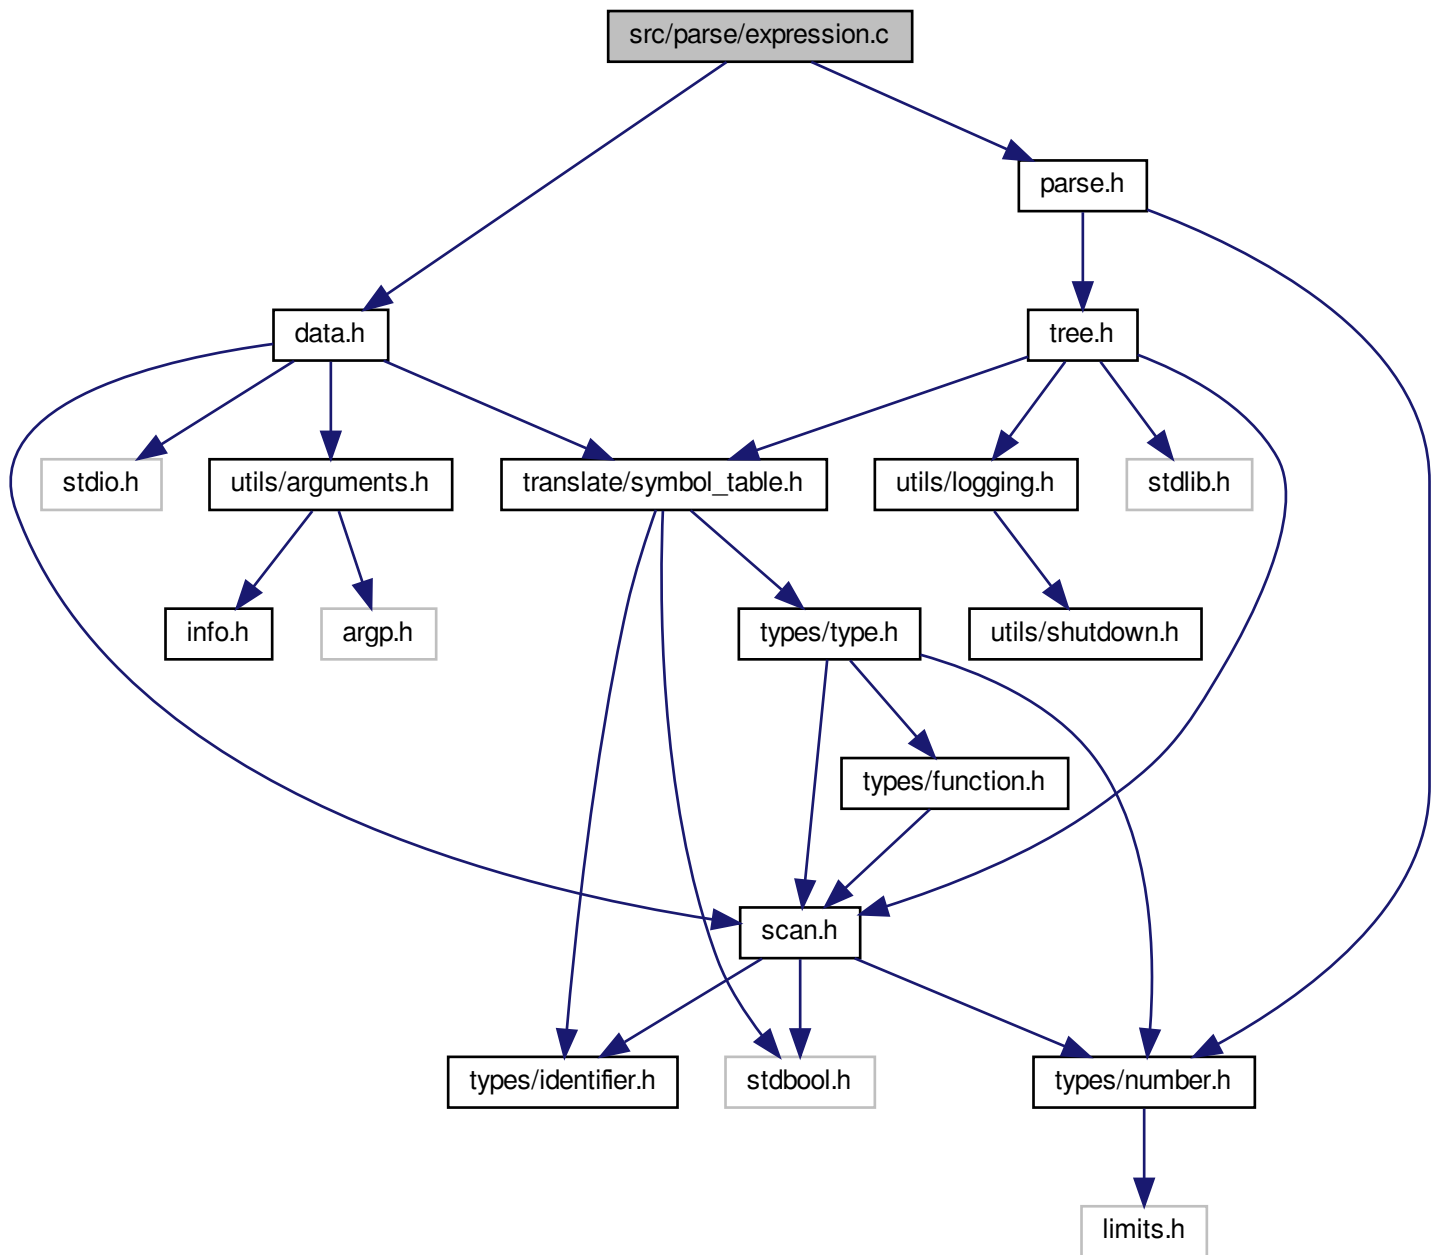 src/parse/expression.c
parse.h
data.h
tree.h
stdio.h
utils/arguments.h
translate/symbol_table.h
utils/logging.h
stdlib.h
info.h
argp.h
types/type.h
utils/shutdown.h
types/function.h
scan.h
types/identifier.h
stdbool.h
types/number.h
limits.h